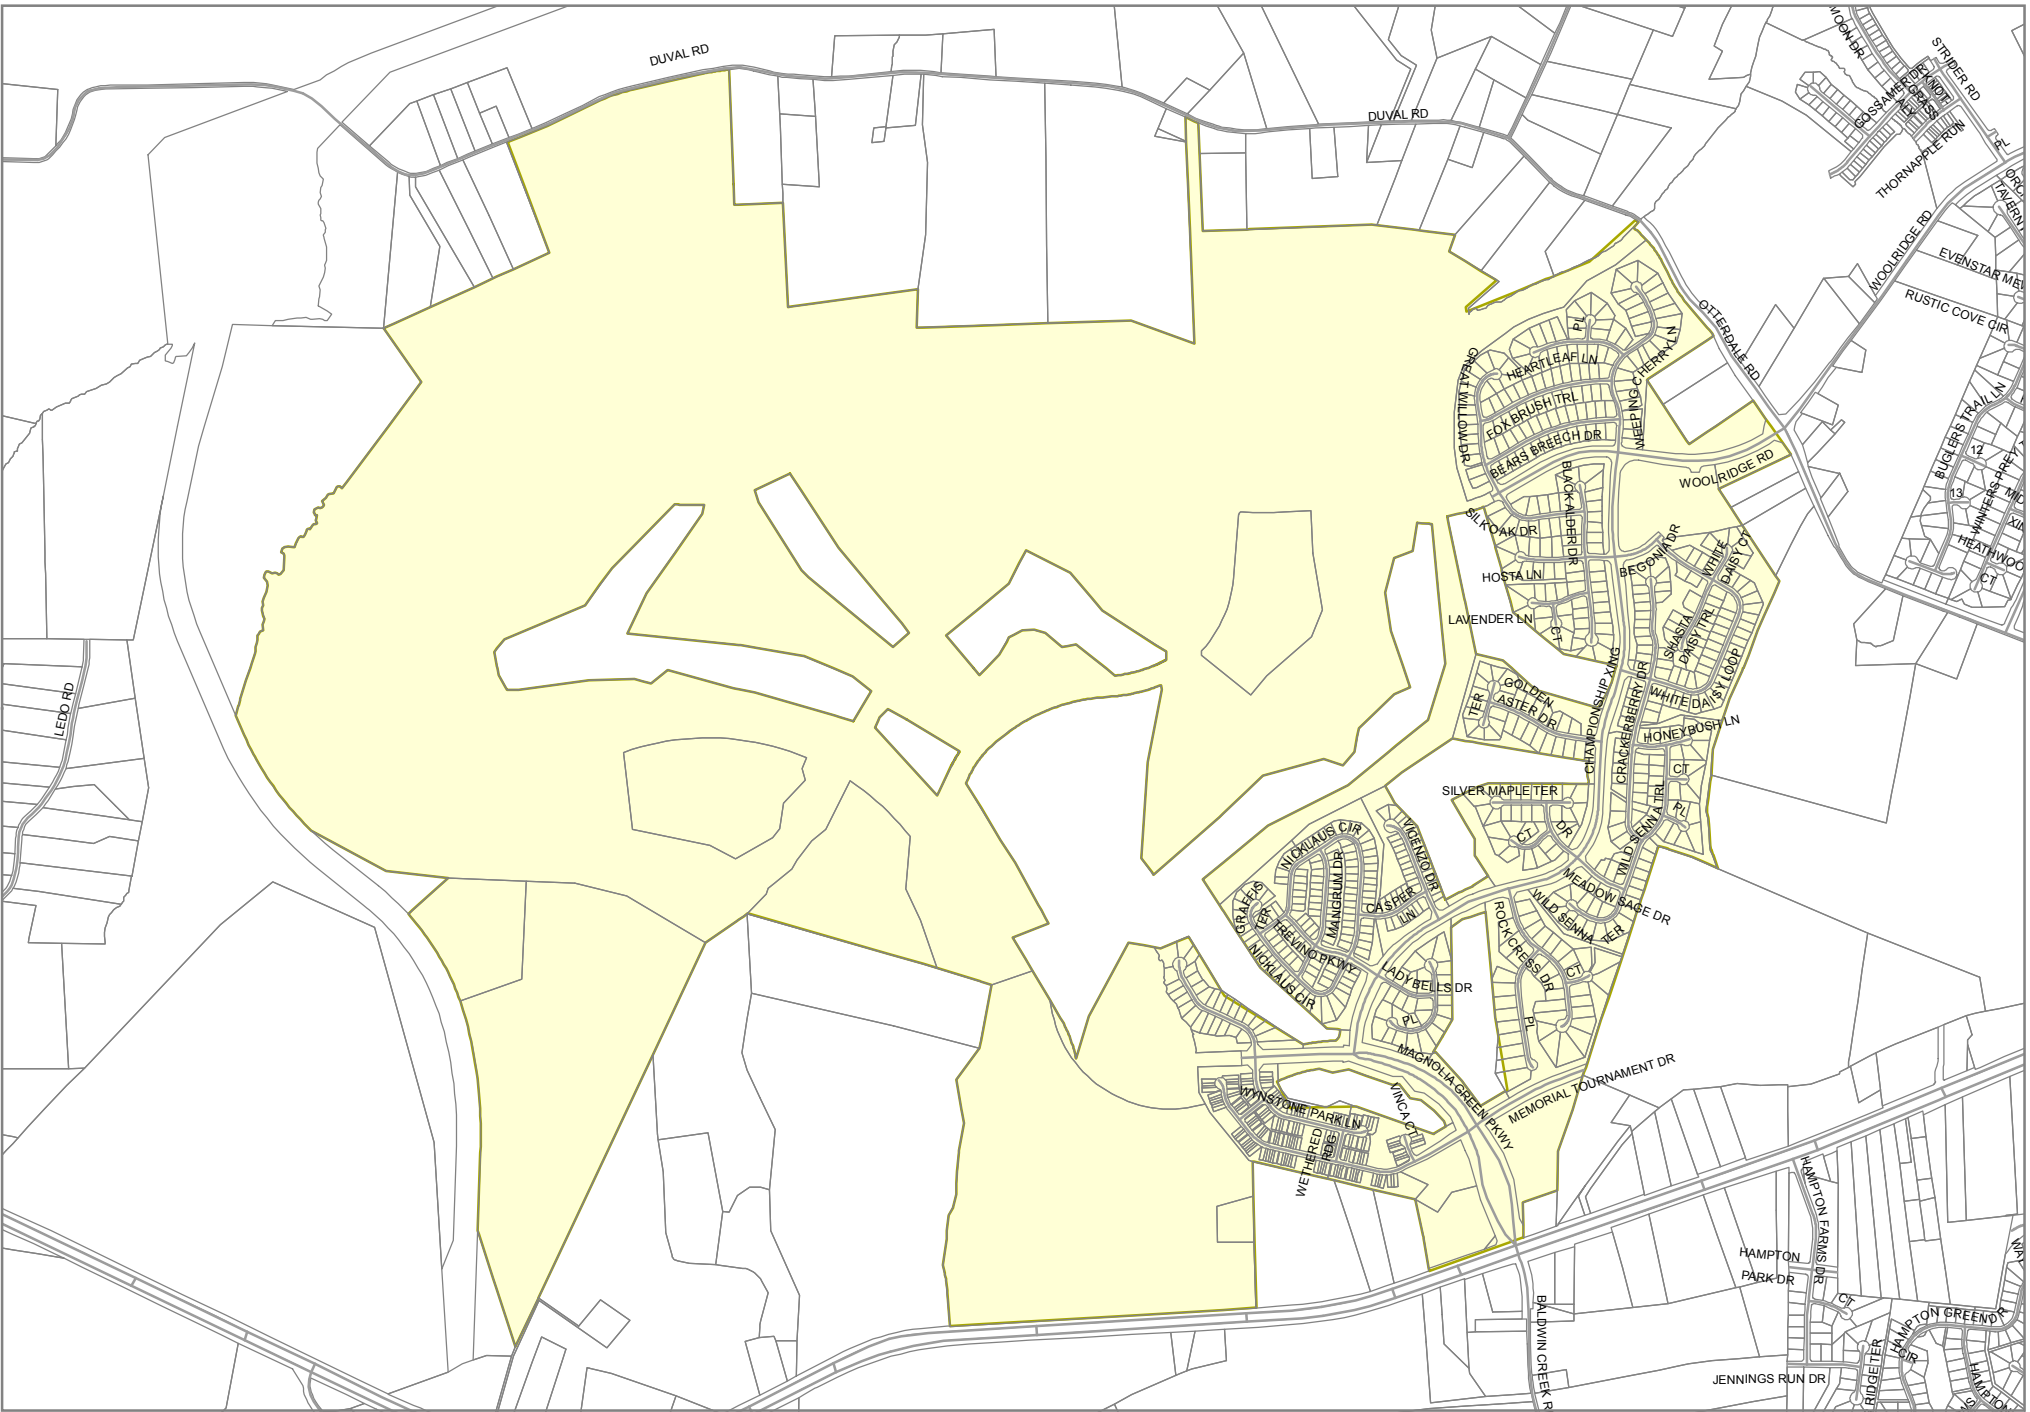 DUVAL RD
DUVAL RD
MOON DR
STRIDER RD
GOSSAMER DR
KNOT
GRASS
ALY
THORNAPPLE RUN
PL
TAVERN
WOOLRIDGE RD
EVENSTAR
RUSTIC COVE CIR
OTTERDALE RD
PL
HEARTLEAF LN
WEEPING CHERRY LN
GREAT WILLOW DR
FOX BRUSH TRL
BEARS BREECH DR
BUGLERS TRAIL LN
12
13
WINTERS PREY
HEATHWOO
CT
WOOLRIDGE RD
BLACK ALDER DR
SILK OAK DR
BEGONIA DR
WHITE
DAISY CT
HOSTA LN
LAVENDER LN
CT
SHASTA
DAISY TRL
WHITE DAISY LOOP
CHAMPIONSHIP XING
CRACKERBERRY DR
GOLDEN
ASTER DR
TER
HONEYBUSH LN
LEDO RD
CT
SILVER MAPLE TER
PL
CT
DR
WILD SENNA TRL
NICKLAUS CIR
VICENZO DR
MANGRUM DR
MEADOW SAGE DR
CASPER
LN
GRAEFIS
TER
WILD SENNA
TER
ROCK CRESS DR
TREVINO PKWY
NICKLAUS CIR
LADYBELLS DR
CT
PL
PL
MAGNOLIA GREEN PKWY
MEMORIAL TOURNAMENT DR
WYNSTONE PARK LN
VINCA CT
WETHERED
RDG
HAMPTON FARMS DR
HAMPTON
PARK DR
CT
BALDWIN CREEK R
HAMPTON GREEN DR
CIR
RIDGE TER
JENNINGS RUN DR
HAMPTON